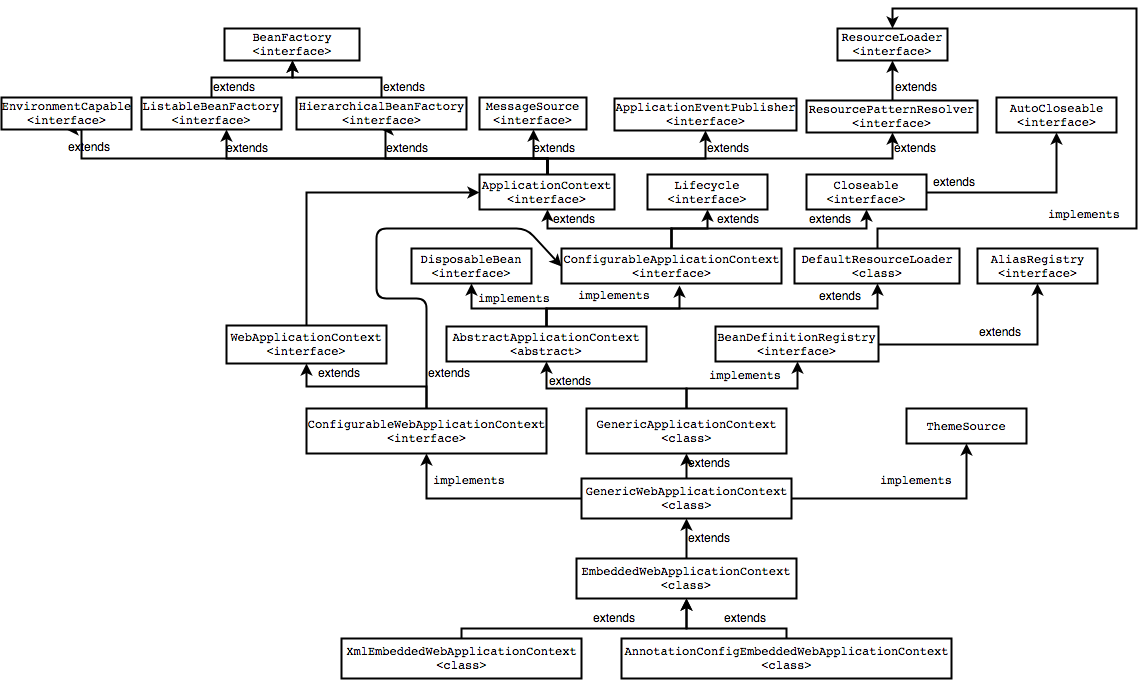 BeanFactory
<interface>
ResourceLoader
<interface>
extends
extends
extends
EnvironmentCapable
<interface>
ListableBeanFactory
<interface>
HierarchicalBeanFactory
<interface>
MessageSource
<interface>
ApplicationEventPublisher
<interface>
ResourcePatternResolver
<interface>
AutoCloseable
<interface>
extends
extends
extends
extends
extends
extends
ApplicationContext
<interface>
Lifecycle
<interface>
Closeable
<interface>
extends
implements
extends
extends
extends
DisposableBean
<interface>
ConfigurableApplicationContext
<interface>
DefaultResourceLoader
<class>
AliasRegistry
<interface>
implements
implements
extends
WebApplicationContext
<interface>
AbstractApplicationContext
<abstract>
BeanDefinitionRegistry
<interface>
extends
extends
extends
extends
implements
ConfigurableWebApplicationContext
<interface>
GenericApplicationContext
<class>
ThemeSource
extends
implements
implements
GenericWebApplicationContext
<class>
extends
EmbeddedWebApplicationContext
<class>
extends
extends
XmlEmbeddedWebApplicationContext
<class>
AnnotationConfigEmbeddedWebApplicationContext
<class>